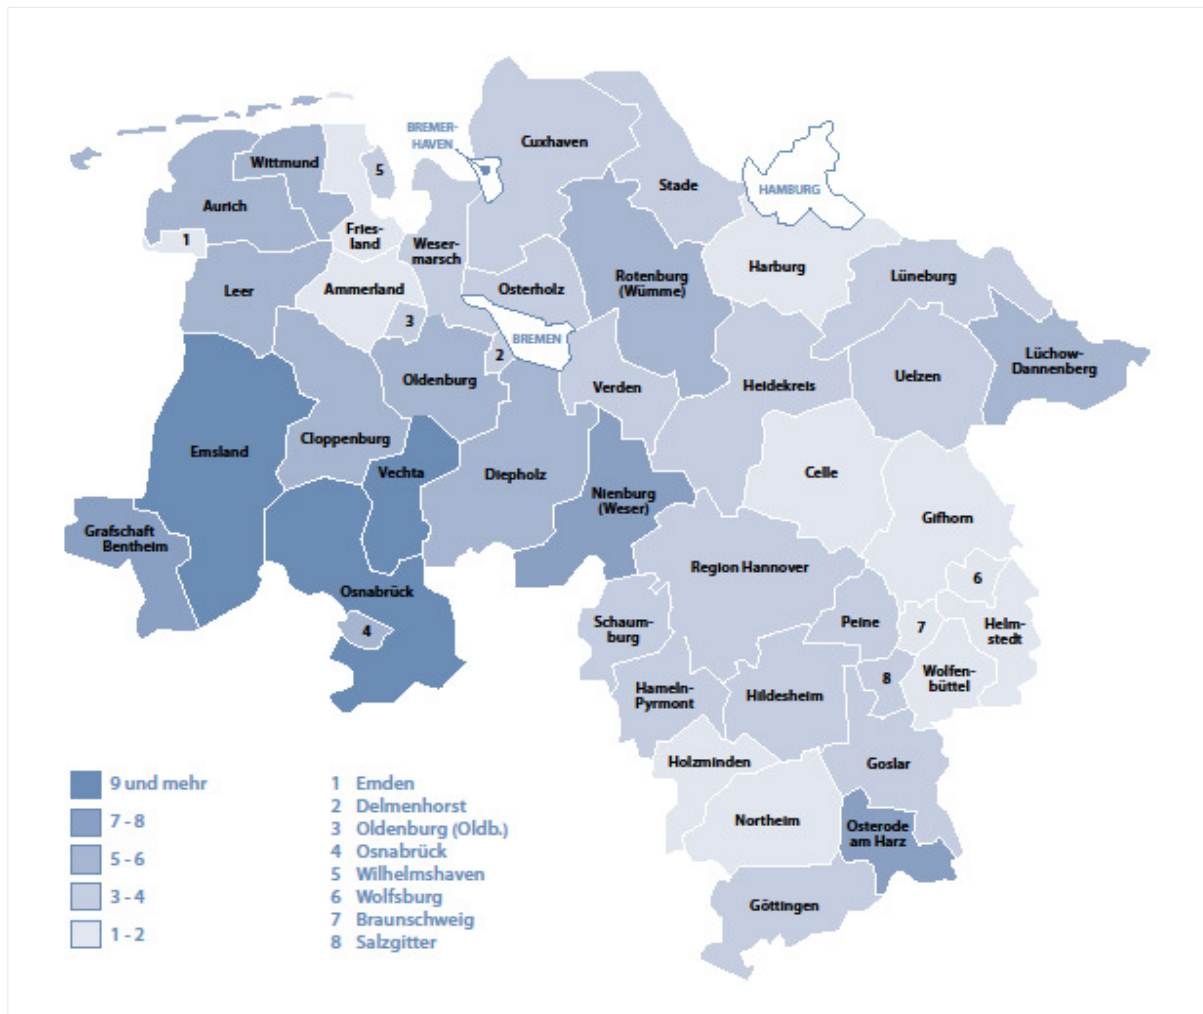 BREMER-
HAVEN
Cuxhaven
Wittmund
5
Stade
HAMBURG
Aurich
1
Fries-
land
Weser-
marsch
Harburg
Lüneburg
Rotenburg
(Wümme)
Leer
Ammerland
Osterholz
3
BREMEN
2
Lüchow-
Dannenberg
Oldenburg
Verden
Heidekreis
Uelzen
Cloppenburg
Emsland
Vechta
Diepholz
Celle
Nienburg
(Weser)
Gifhorn
Grafschaft
Bentheim
Region Hannover
6
Osnabrück
4
Schaum-
burg
Peine
7
Helm-
stedt
Wolfen-
büttel
8
Hameln-
Pyrmont
Hildesheim
Holzminden
Goslar
Northeim
Osterode
am Harz
Göttingen
9 und mehr
7 - 8
5 - 6
3 - 4
1 - 2
1 Emden
2 Delmenhorst
3 Oldenburg (Oldb.)
4 Osnabrück
5 Wilhelmshaven
6 Wolfsburg
7 Braunschweig
8 Salzgitter